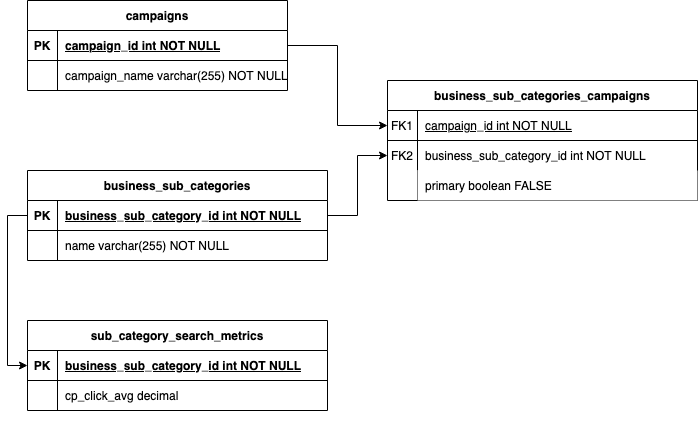 campaigns
PK campaign_id int NOT NULL
campaign_name varchar(255) NOT NULL
business_sub_categories_campaigns
FK1 campaign_id int NOT NULL
FK2 business_sub_category_id int NOT NULL
primary boolean FALSE
business_sub_categories
PK business_sub_category_id int NOT NULL
name varchar(255) NOT NULL
sub_category_search_metrics
PK business_sub_category_id int NOT NULL
cp_click_avg decimal